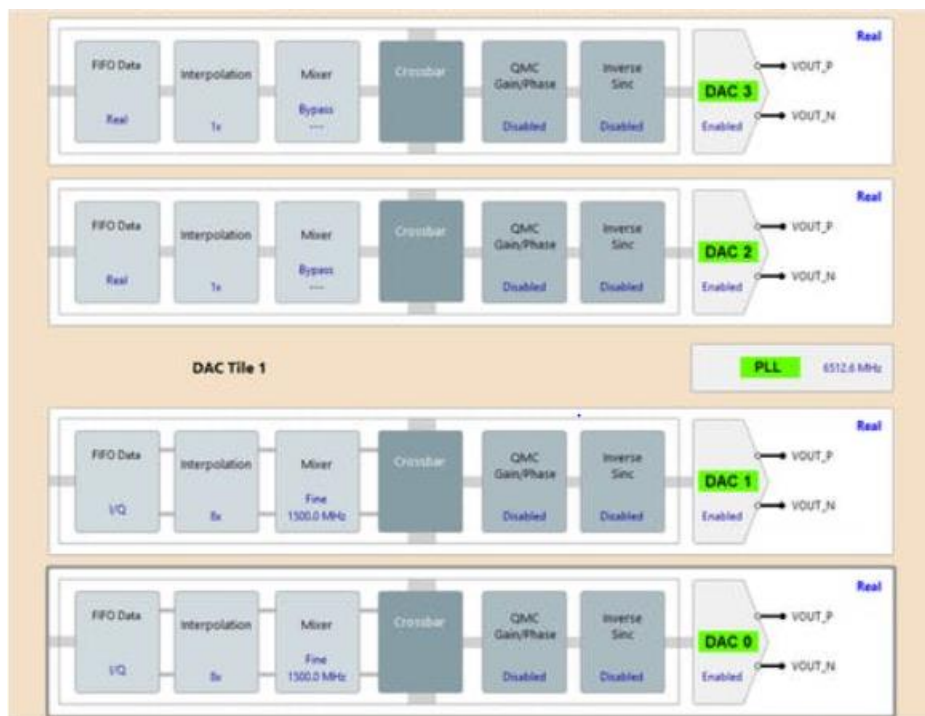 Real
FIFO Data
Interpolation
Mixer
Crossbar
QMC
Gain/Phase
Inverse
Sinc
Real
1x
Bypass
---
Disabled
Disabled
DAC 3
Enabled
VOUT_P
VOUT_N
Real
FIFO Data
Interpolation
Mixer
Crossbar
QMC
Gain/Phase
Inverse
Sinc
Real
1x
Bypass
---
Disabled
Disabled
DAC 2
Enabled
VOUT_P
VOUT_N
DAC Tile 1
PLL 6512.6 MHz
Real
FIFO Data
Interpolation
Mixer
Crossbar
QMC
Gain/Phase
Inverse
Sinc
I/Q
8x
Fine
1500.0 MHz
Disabled
Disabled
DAC 1
Enabled
VOUT_P
VOUT_N
Real
FIFO Data
Interpolation
Mixer
Crossbar
QMC
Gain/Phase
Inverse
Sinc
I/Q
8x
Fine
1500.0 MHz
Disabled
Disabled
DAC 0
Enabled
VOUT_P
VOUT_N